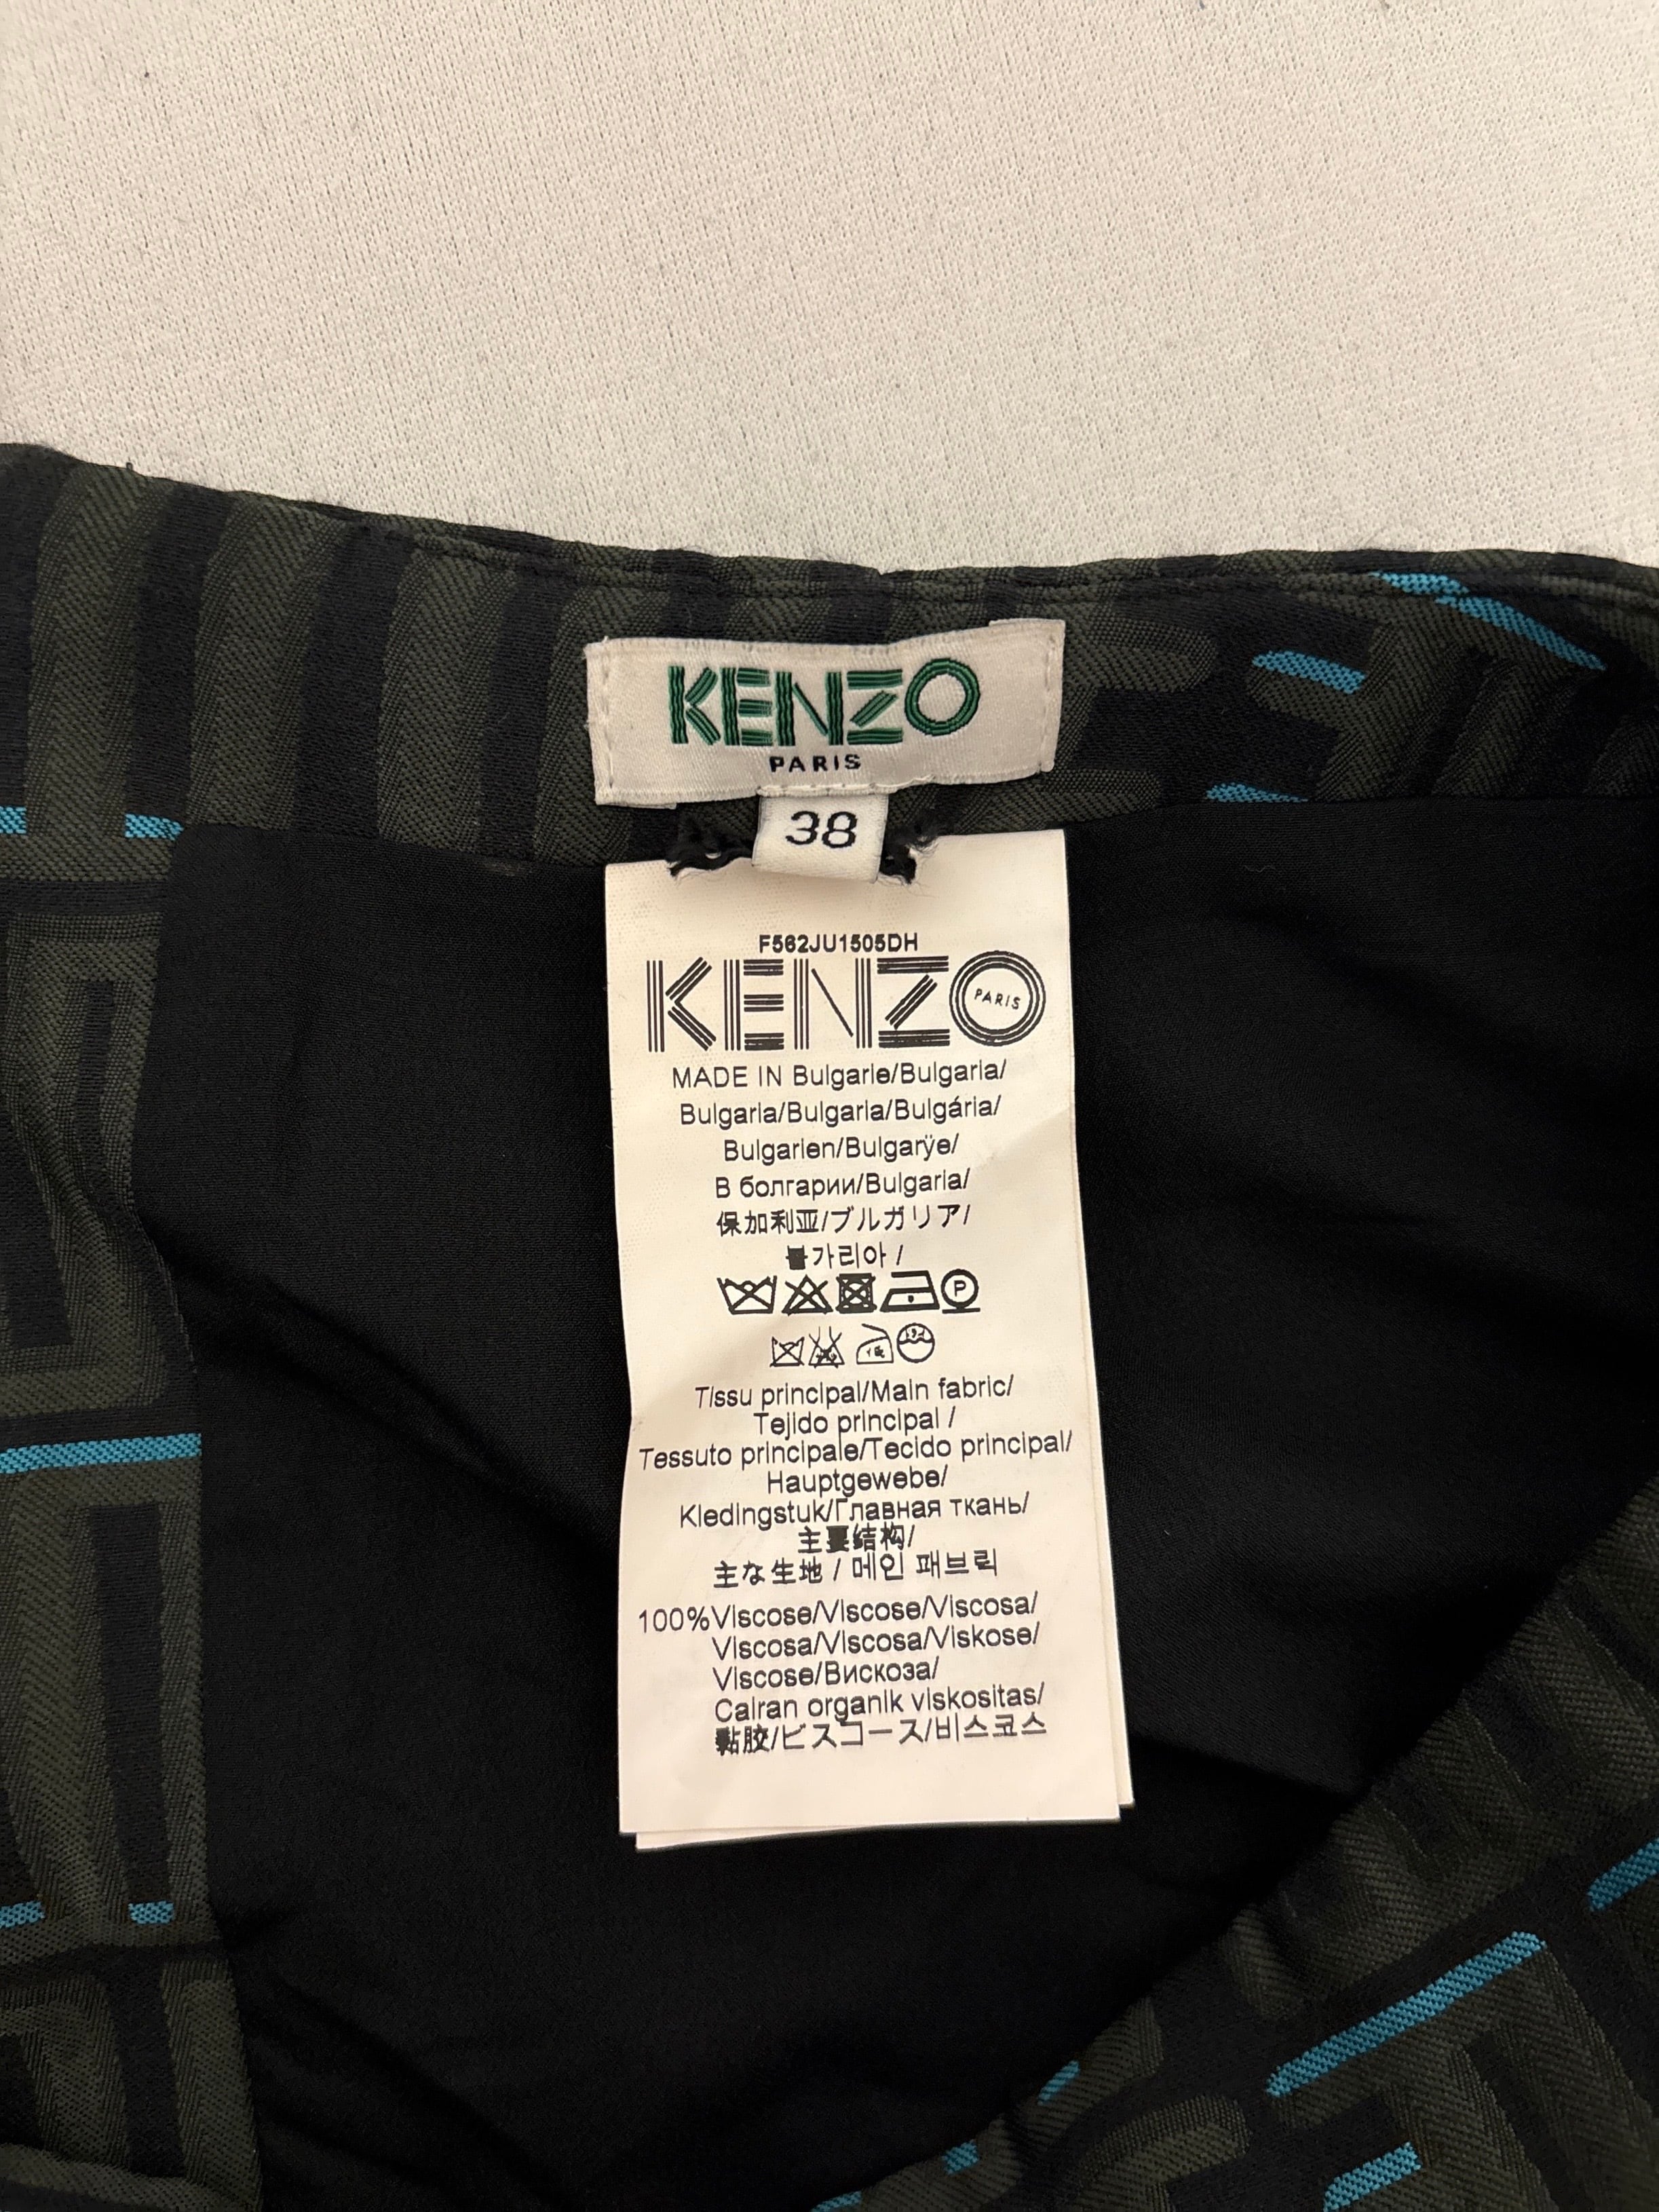 KENZO
PARIS
38
F562JU1505DH
KENZO
PARIS
MADE IN Bulgarie/Bulgaria/
Bulgaria/Bulgaria/Bulgária/
Bulgarien/Bulgarÿe/
В болгарии/Bulgaria/
保加利亚/ブルガリア/
불가리아 /
P
Tissu principal/Main fabric/
Tejido principal /
Tessuto principale/Tecido principal/
Hauptgewebe/
Kledingstuk/Главная ткань/
主要结构/
主な生地 / 메인 패브릭
100%Viscose/Viscose/Viscosa/
Viscosa/Viscosa/Viskose/
Viscose/Вискоза/
Cairan organik viskositas/
黏胶/ビスコース/비스코스